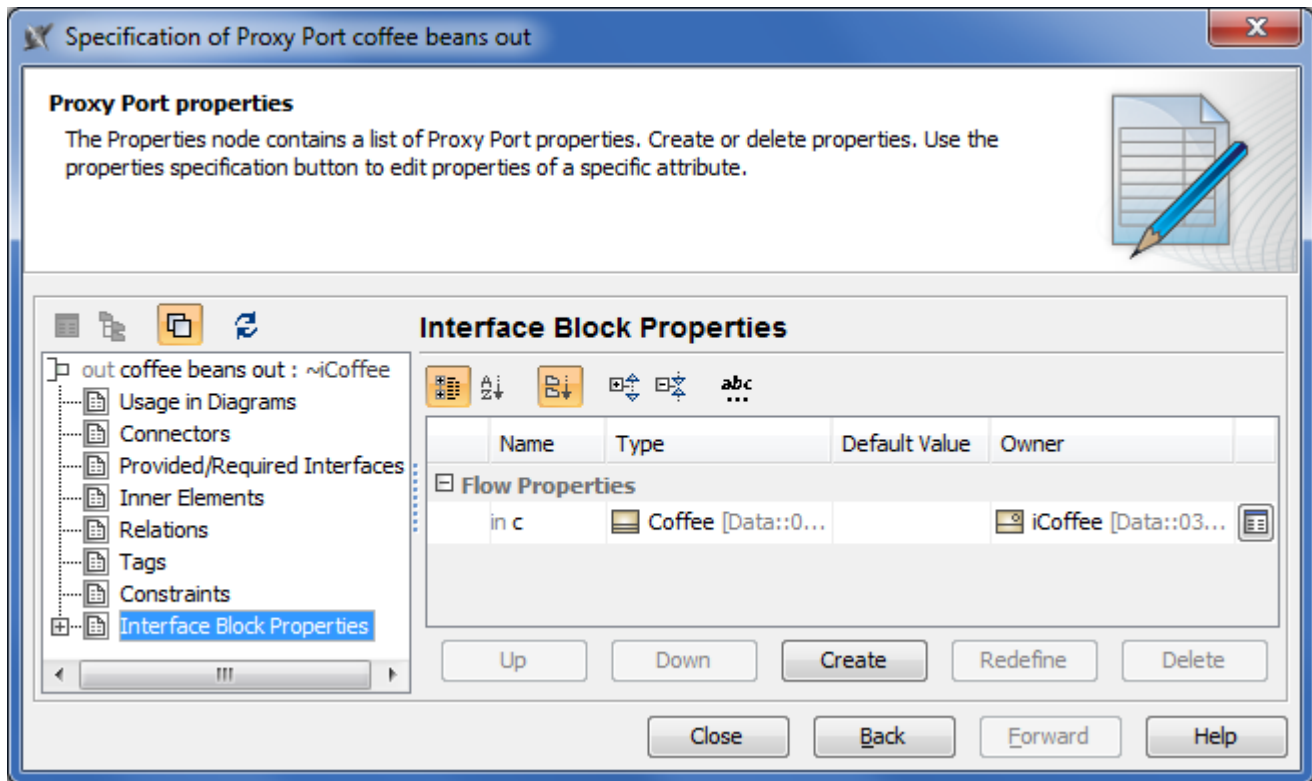 Specification of Proxy Port coffee beans out
Proxy Port properties
The Properties node contains a list of Proxy Port properties. Create or delete properties. Use the
properties specification button to edit properties of a specific attribute.
Interface Block Properties
out coffee beans out : ~iCoffee
Usage in Diagrams
Connectors
Provided/Required Interfaces
Inner Elements
Relations
Tags
Constraints
Interface Block Properties
A
Z
abc
...
Name Type Default Value Owner
Flow Properties
in c Coffee [Data::0... iCoffee [Data::03...
Up Down Create Redefine Delete
Close Back Forward Help